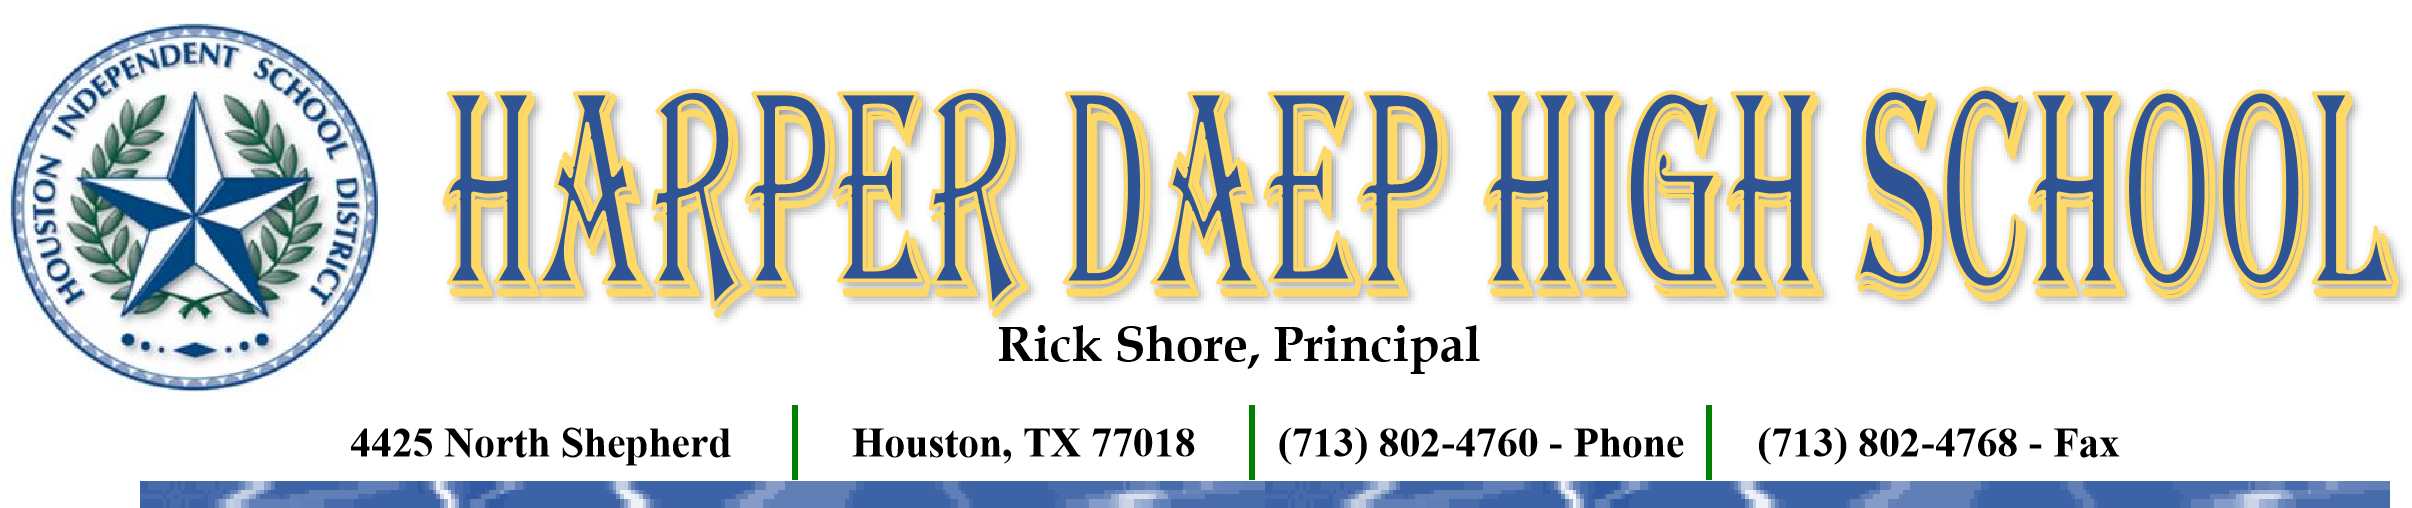 HOUSTON INDEPENDENT SCHOOL DISTRICT
HARPER DAEP HIGH SCHOOL
Rick Shore, Principal
4425 North Shepherd
Houston, TX 77018
(713) 802-4760 - Phone
(713) 802-4768 - Fax